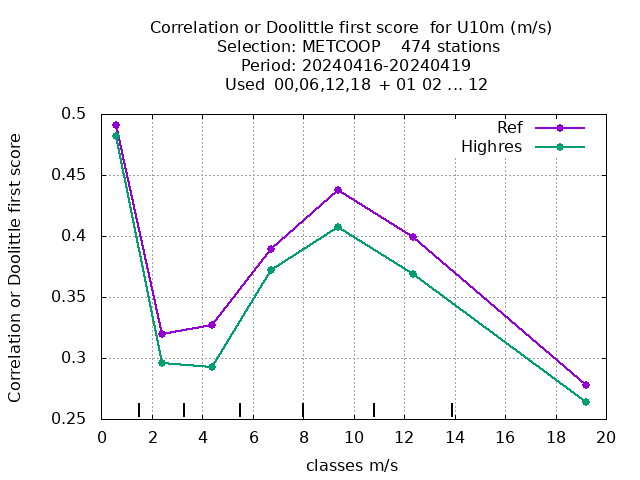 Correlation or Doolittle first score  for U10m (m/s)
Selection: METCOOP    474 stations
Period: 20240416-20240419
Used  00,06,12,18 + 01 02 ... 12
Ref
Highres
Correlation or Doolittle first score
0.5
0.45
0.4
0.35
0.3
0.25
0 2 4 6 8 10 12 14 16 18 20
classes m/s